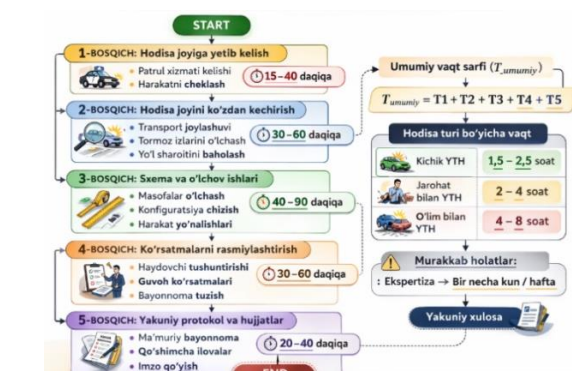 START
1-BOSQICH: Hodisa joyiga yetib kelish
• Patrul xizmati kelishi
• Harakatni cheklash
15–40 daqiqa
2-BOSQICH: Hodisa joyini ko'zdan kechirish
• Transport joylashuvi
• Tormoz izlarini o'lchash
• Yo'l sharoitini baholash
30–60 daqiqa
3-BOSQICH: Sxema va o'lchov ishlari
• Masofalar o'lchash
• Konfiguratsiya chizish
• Harakat yo'nalishlari
40–90 daqiqa
4-BOSQICH: Ko'rsatmalarni rasmiylashtirish
• Haydovchi tushuntirishi
• Guvoh ko'rsatmalari
• Bayonnoma tuzish
30–60 daqiqa
5-BOSQICH: Yakuniy protokol va hujjatlar
• Ma'muriy bayonnoma
• Qo'shimcha ilovalar
• Imzo qo'yish
20–40 daqiqa
END
Umumiy vaqt sarfi (T_umumiy)
T_umumiy = T1 + T2 + T3 + T4 + T5
Hodisa turi bo'yicha vaqt
Kichik YTH 1,5 – 2,5 soat
Jarohat bilan YTH 2 – 4 soat
O'lim bilan YTH 4 – 8 soat
Murakkab holatlar:
: Ekspertiza → Bir necha kun / hafta
Yakuniy xulosa